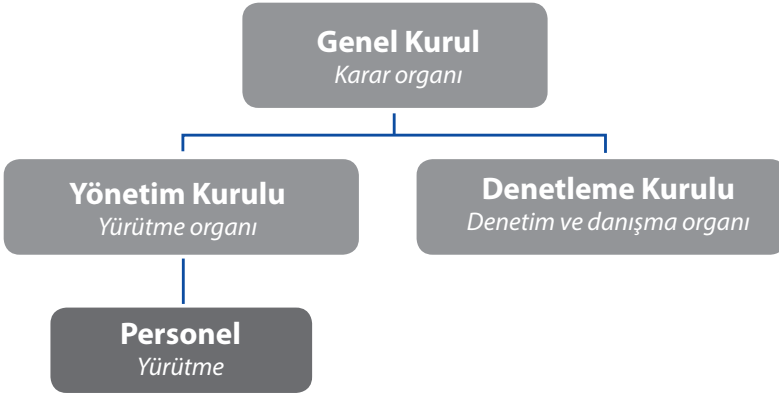 Genel Kurul
Karar organı
Yönetim Kurulu
Yürütme organı
Denetleme Kurulu
Denetim ve danışma organı
Personel
Yürütme